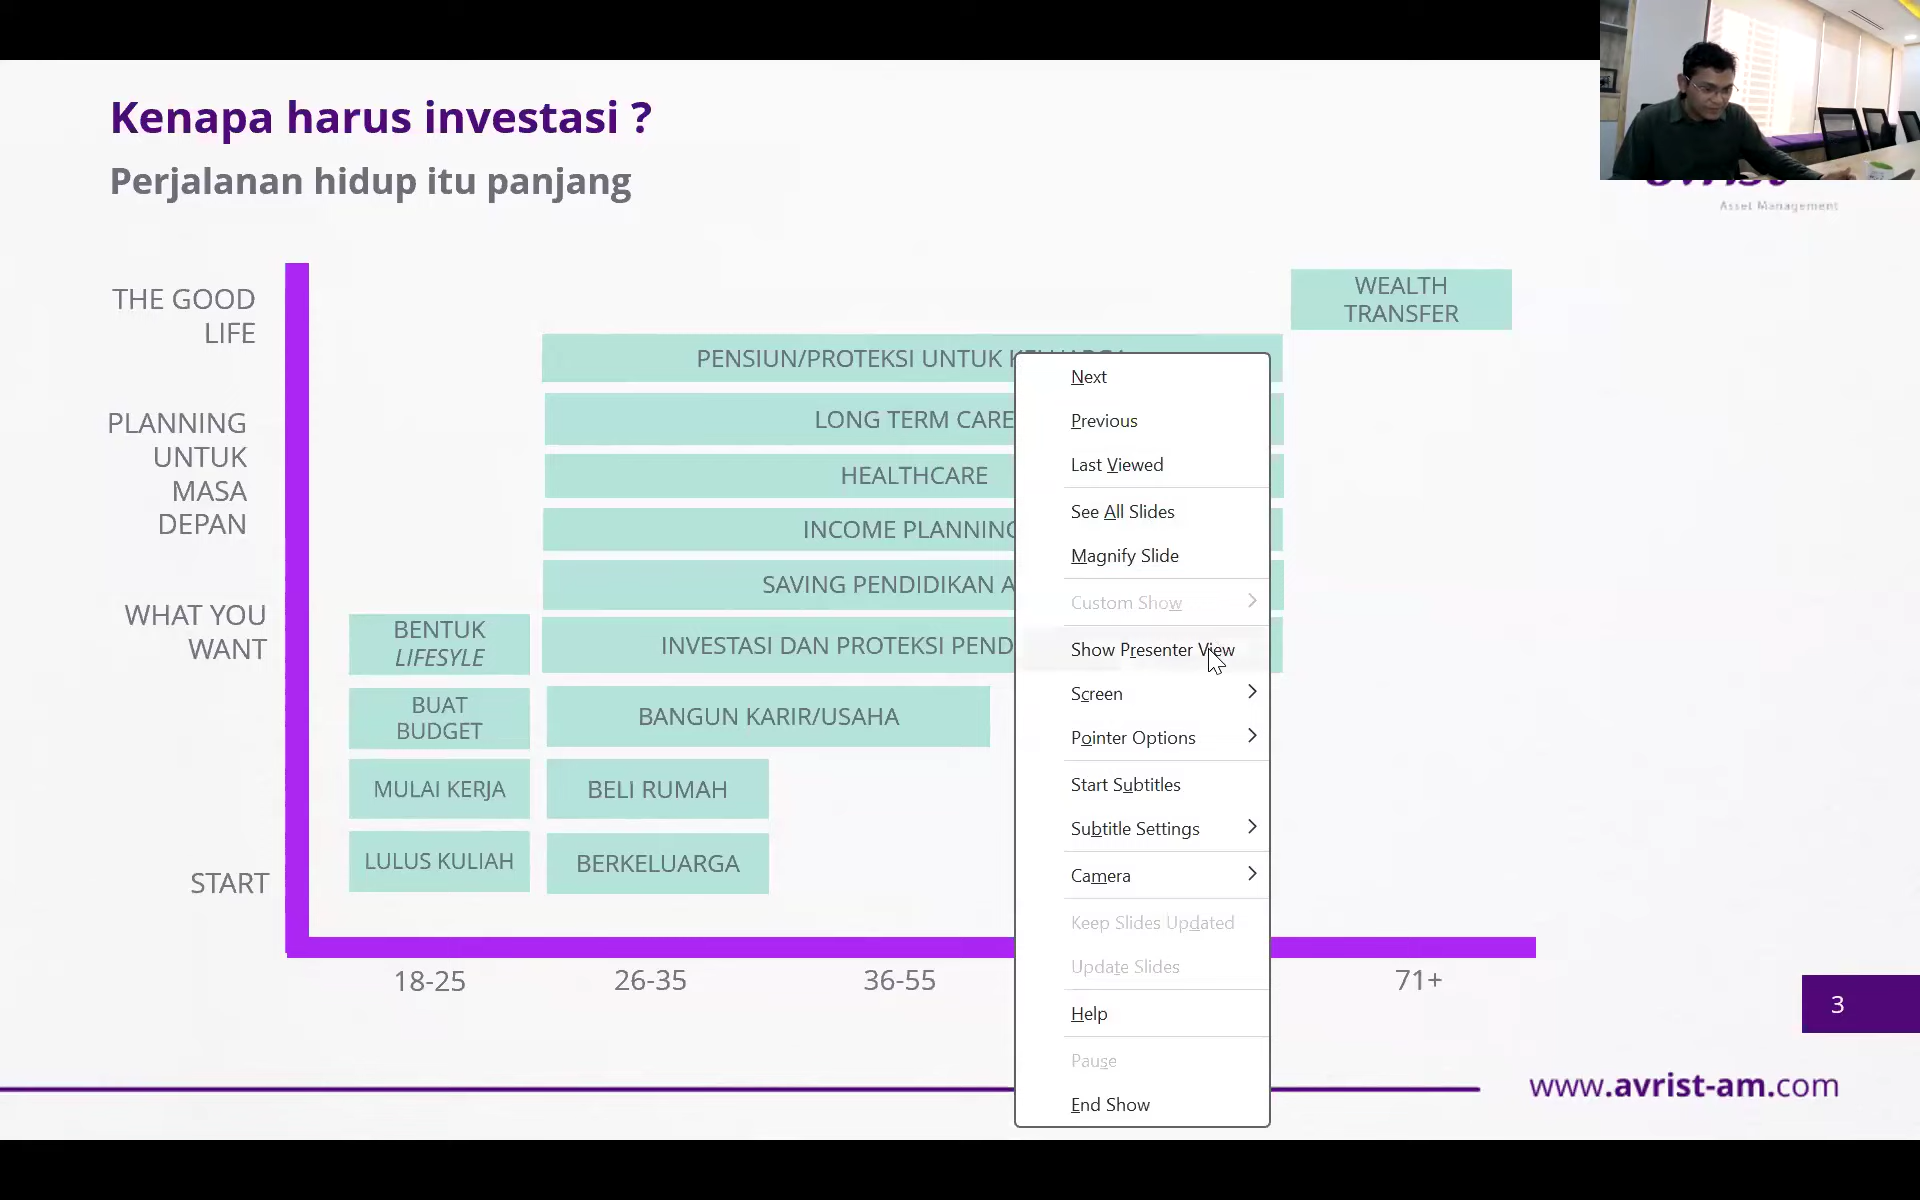 Kenapa harus investasi ?
Perjalanan hidup itu panjang
Asset Management
THE GOOD
LIFE
PLANNING
UNTUK
MASA
DEPAN
WHAT YOU
WANT
START
WEALTH
TRANSFER
PENSIUN/PROTEKSI UNTUK
LONG TERM CARE
HEALTHCARE
INCOME PLANNING
SAVING PENDIDIKAN A
INVESTASI DAN PROTEKSI PEND
BENTUK
LIFESYLE
BUAT
BUDGET
BANGUN KARIR/USAHA
MULAI KERJA
BELI RUMAH
LULUS KULIAH
BERKELUARGA
18-25
26-35
36-55
71+
Next
Previous
Last Viewed
See All Slides
Magnify Slide
Custom Show
Show Presenter View
Screen
Pointer Options
Start Subtitles
Subtitle Settings
Camera
Keep Slides Updated
Update Slides
Help
Pause
End Show
3
www.avrist-am.com